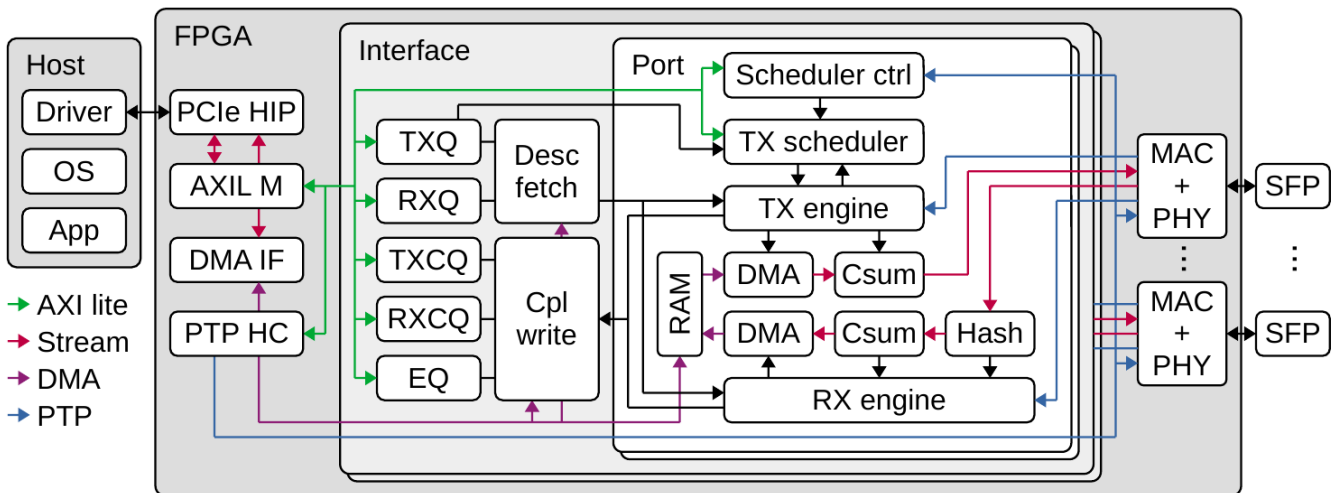 FPGA
Host
Driver
OS
App
AXI lite
Stream
DMA
PTP
PCIe HIP
AXIL M
DMA IF
PTP HC
Interface
TXQ
RXQ
TXCQ
RXCQ
EQ
Desc
fetch
Cpl
write
Port
Scheduler ctrl
TX scheduler
TX engine
RAM
DMA
Csum
DMA
Csum
Hash
RX engine
MAC
+
PHY
SFP
MAC
+
PHY
SFP